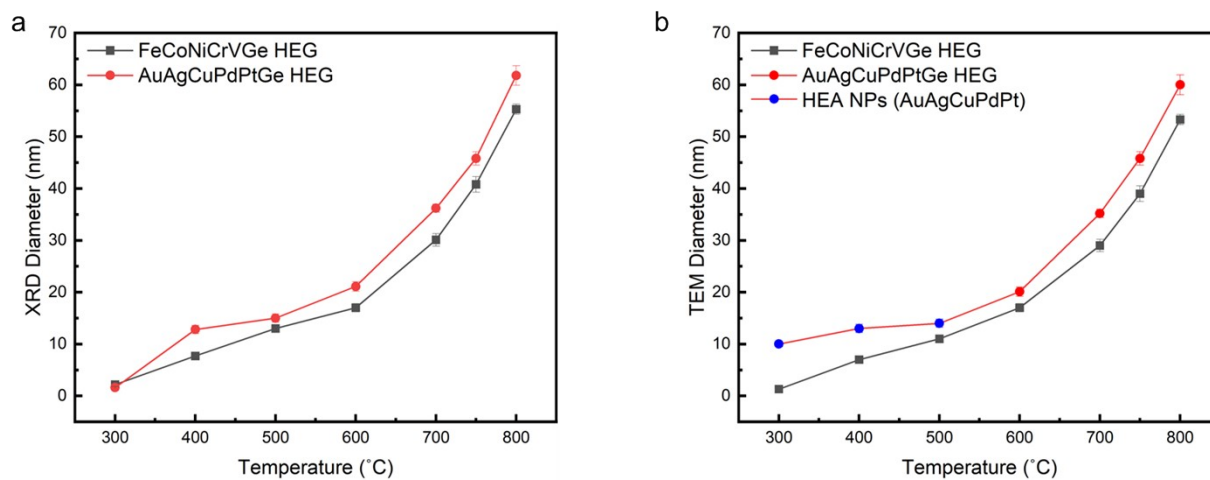 a
FeCoNiCrVGe HEG
AuAgCuPdPtGe HEG
XRD Diameter (nm)
70
60
50
40
30
20
10
0
300 400 500 600 700 800
Temperature (˚C)
b
FeCoNiCrVGe HEG
AuAgCuPdPtGe HEG
HEA NPs (AuAgCuPdPt)
TEM Diameter (nm)
70
60
50
40
30
20
10
0
300 400 500 600 700 800
Temperature (˚C)